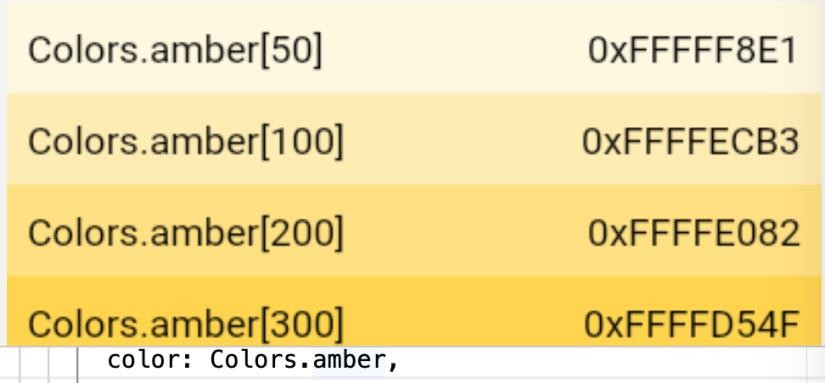 Colors.amber[50] 0xFFFFF8E1
Colors.amber[100] 0xFFFFECB3
Colors.amber[200] 0xFFFFE082
Colors.amber[300] 0xFFFFD54F
color: Colors.amber,